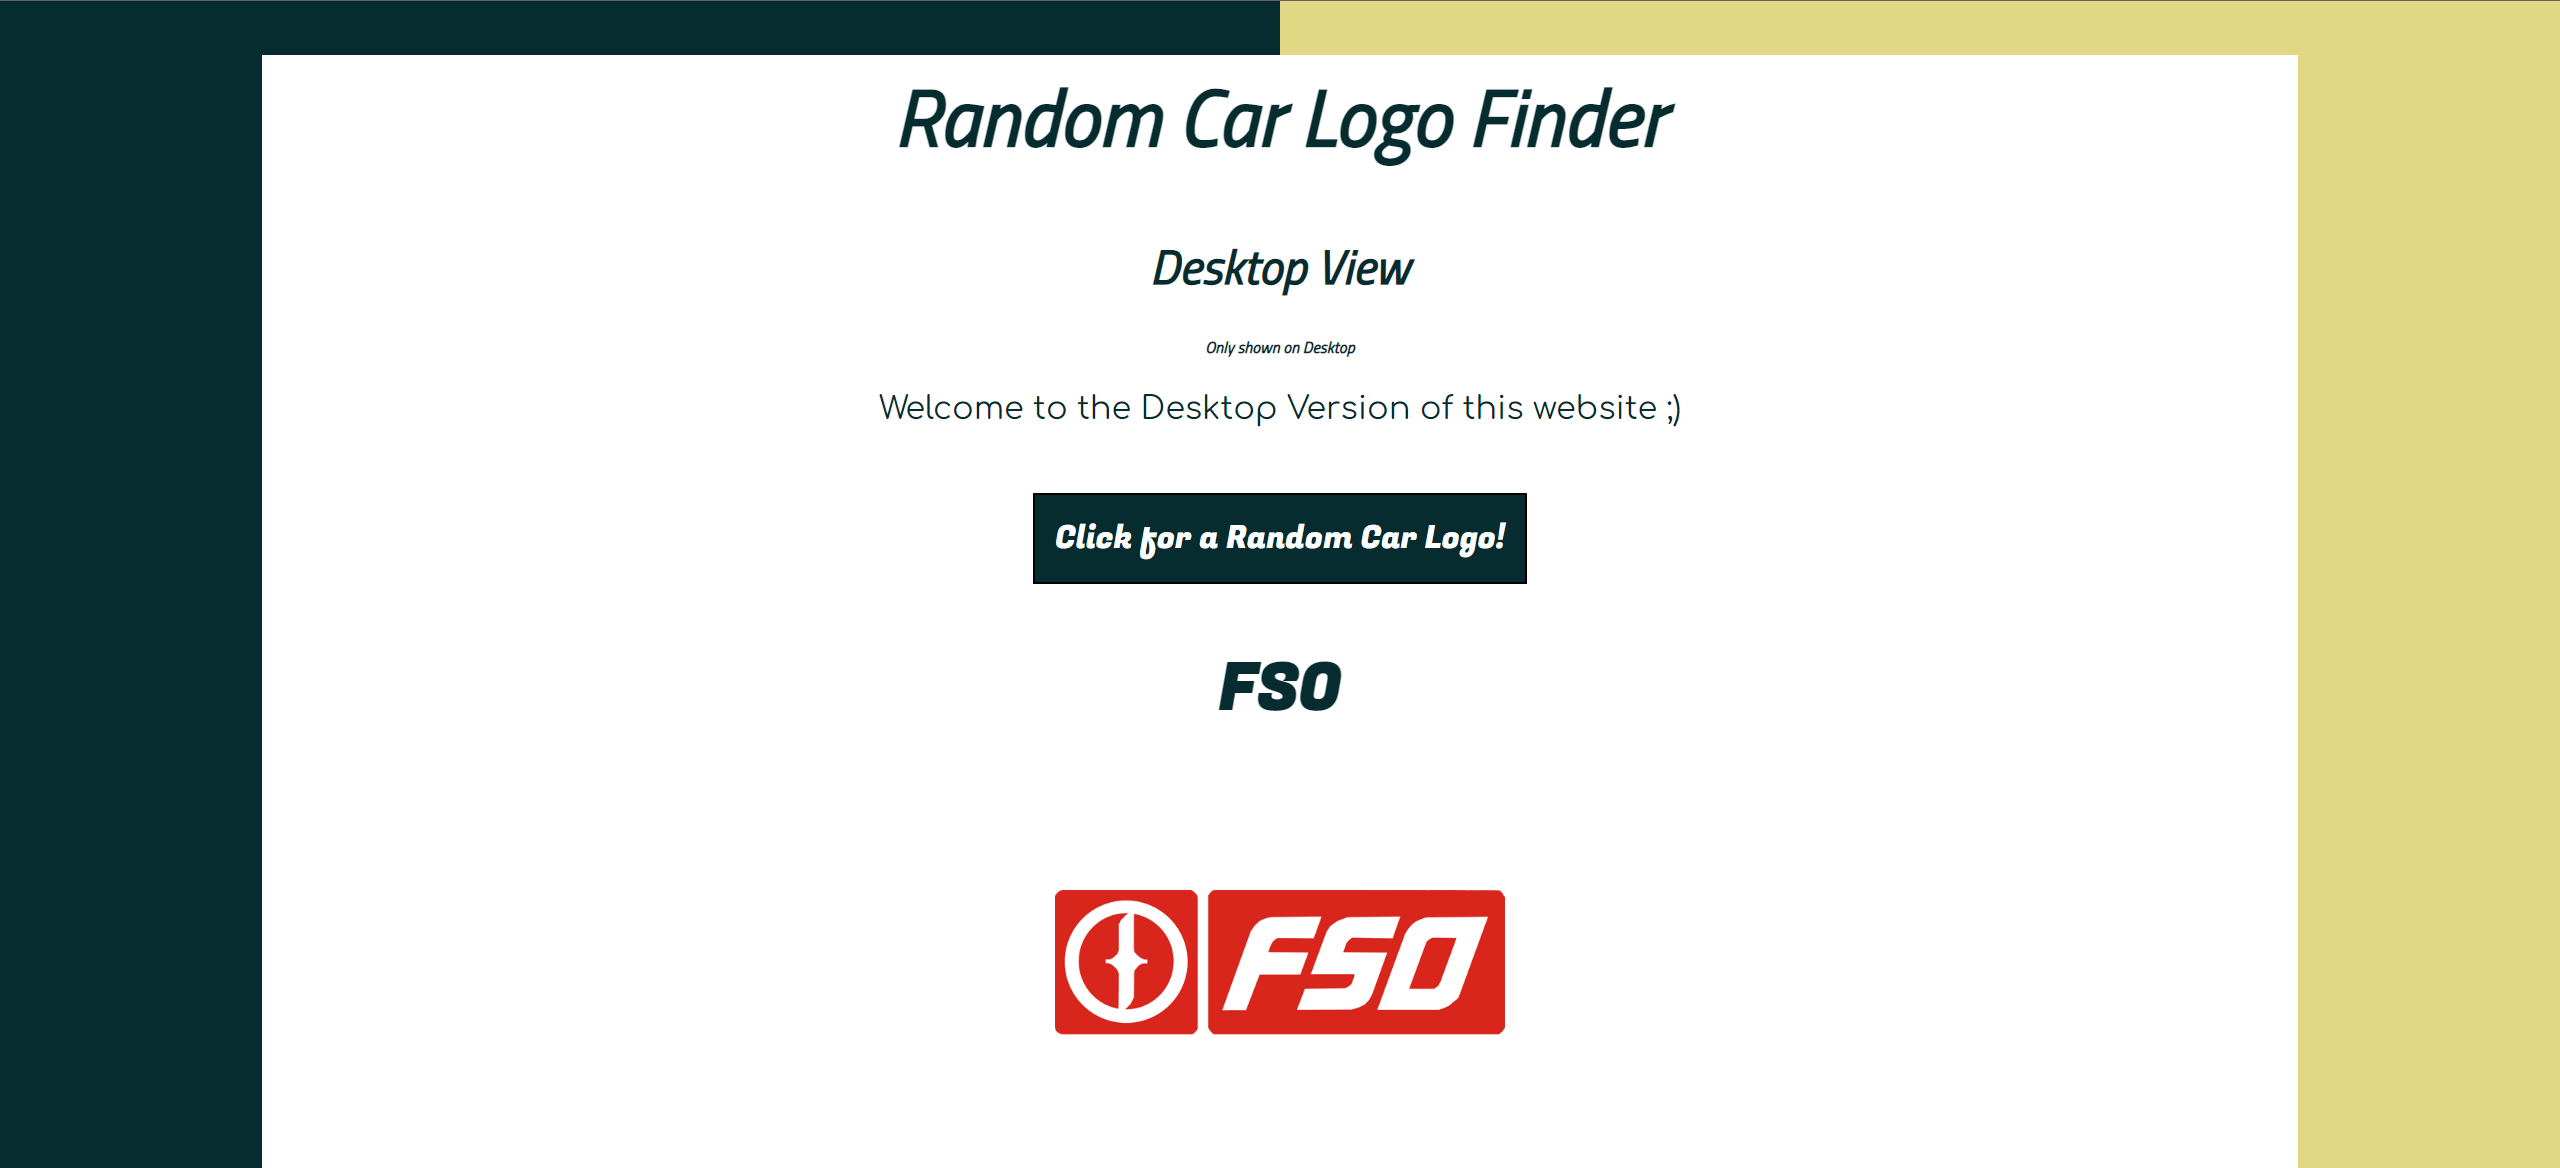 Random Car Logo Finder
Desktop View
Only shown on Desktop
Welcome to the Desktop Version of this website ;)
Click for a Random Car Logo!
FSO
FSO